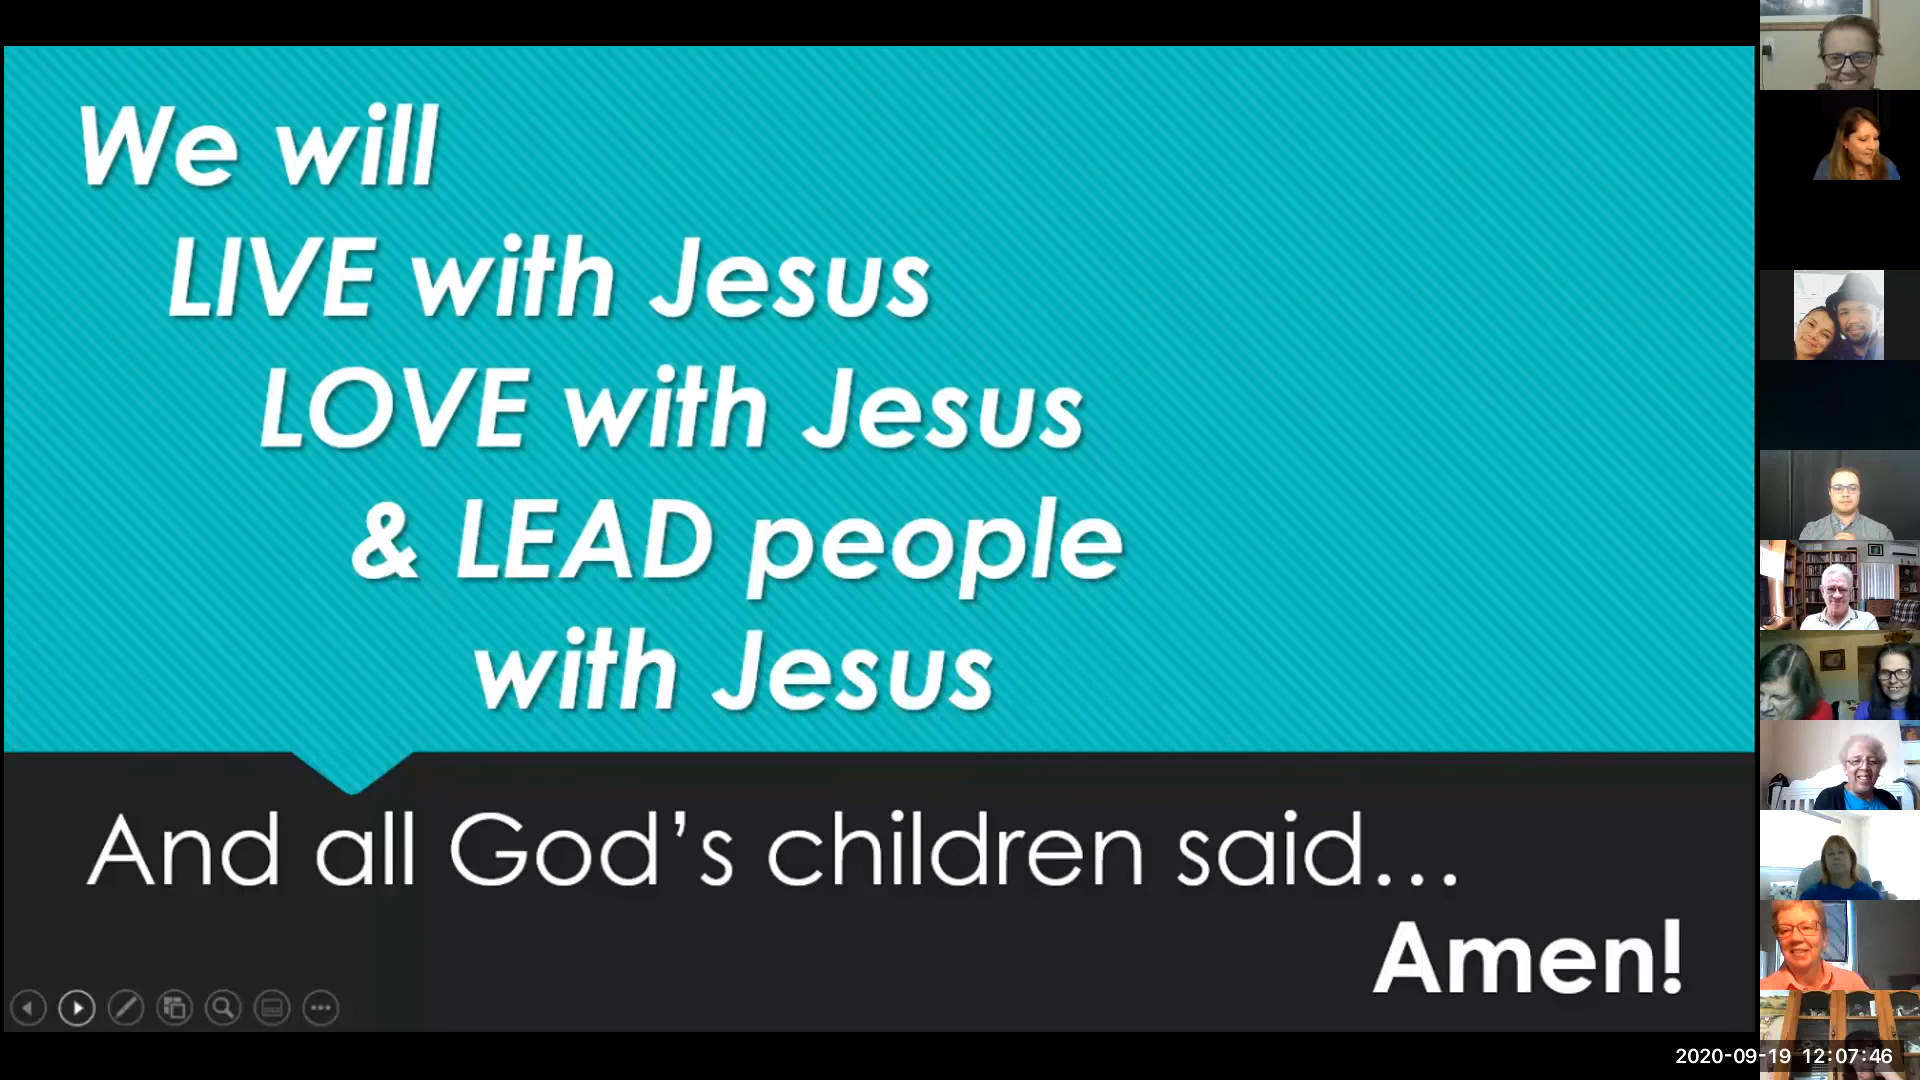 We will
LIVE with Jesus
LOVE with Jesus
& LEAD people
with Jesus
And all God’s children said…
Amen!
2020-09-19 12:07:46